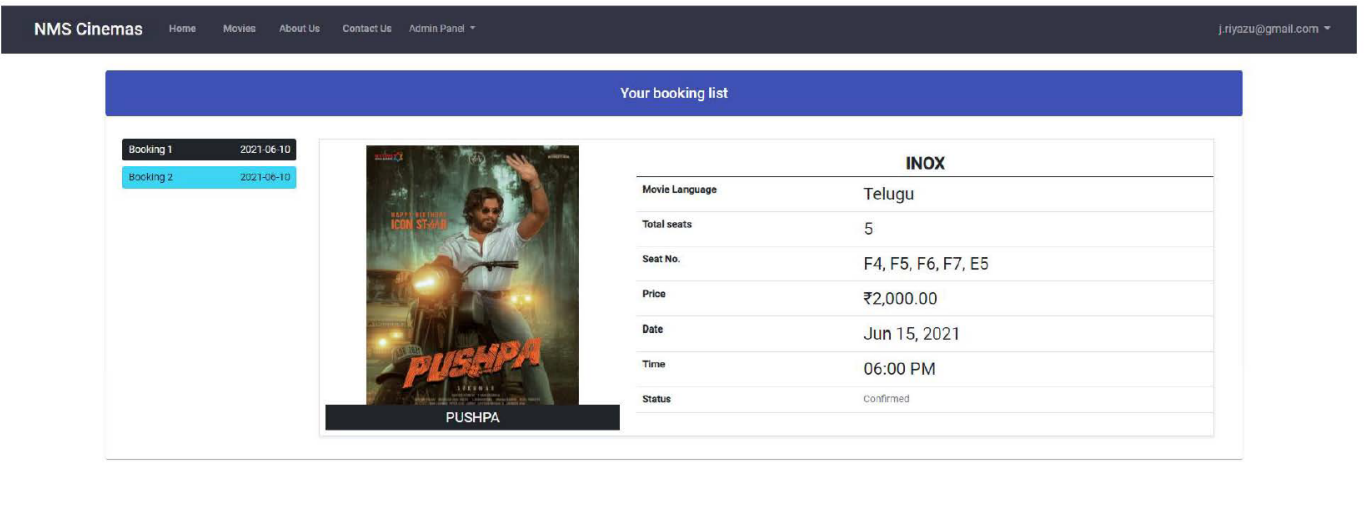 NMS Cinemas Home Movies About Us Contact Us Admin Panel j.riyazu@gmail.com
Your booking list
Booking 1 2021-06-10
Booking 2 2021-06-10
HAPPY BIRTHDAY
ICON STAAR
PUSHPA
SUKUMAR
PUSHPA
INOX
Movie Language Telugu
Total seats 5
Seat No. F4, F5, F6, F7, E5
Price ₹2,000.00
Date Jun 15, 2021
Time 06:00 PM
Status Confirmed